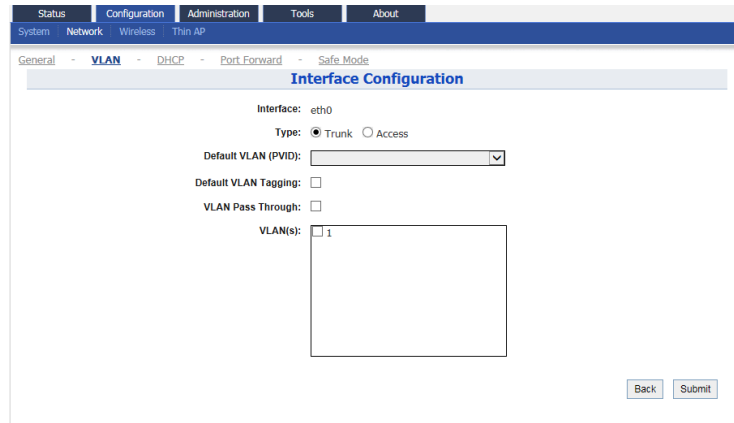 Status Configuration Administration Tools About
System Network Wireless Thin AP
General - VLAN - DHCP - Port Forward - Safe Mode
Interface Configuration
Interface: eth0
Type: Trunk Access
Default VLAN (PVID):
Default VLAN Tagging:
VLAN Pass Through:
VLAN(s): 1
Back Submit